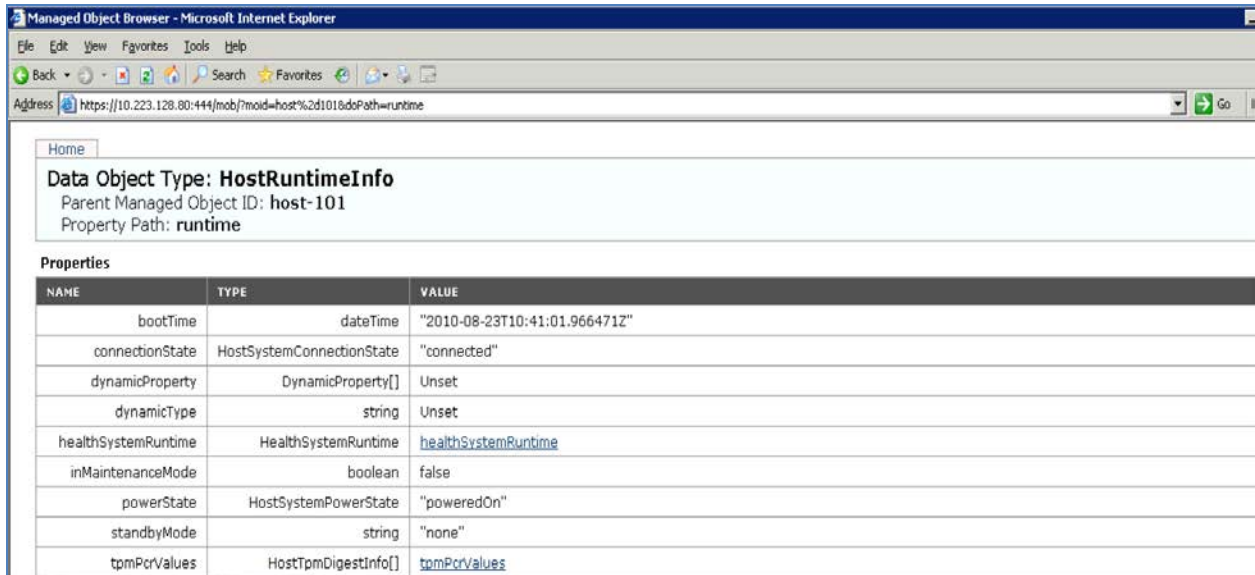 Managed Object Browser - Microsoft Internet Explorer
File Edit View Favorites Tools Help
Back Search Favorites
Address https://10.223.128.80:444/mob/?moid=host%2d101&doPath=runtime Go
Home
Data Object Type: HostRuntimeInfo
Parent Managed Object ID: host-101
Property Path: runtime
Properties
NAME TYPE VALUE
bootTime dateTime "2010-08-23T10:41:01.966471Z"
connectionState HostSystemConnectionState "connected"
dynamicProperty DynamicProperty[] Unset
dynamicType string Unset
healthSystemRuntime HealthSystemRuntime healthSystemRuntime
inMaintenanceMode boolean false
powerState HostSystemPowerState "poweredOn"
standbyMode string "none"
tpmPcrValues HostTpmDigestInfo[] tpmPcrValues